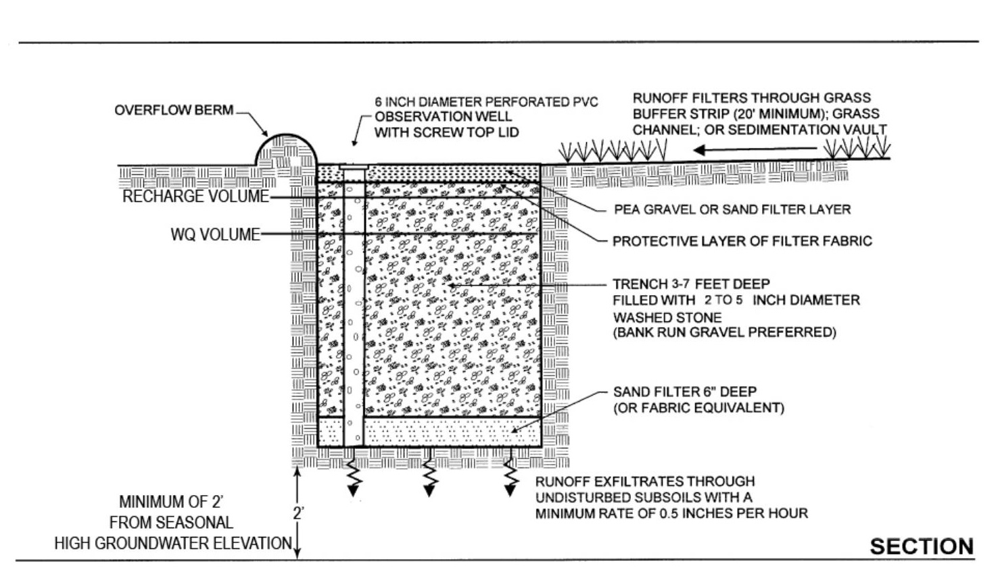 OVERFLOW BERM
6 INCH DIAMETER PERFORATED PVC
OBSERVATION WELL
WITH SCREW TOP LID
RUNOFF FILTERS THROUGH GRASS
BUFFER STRIP (20' MINIMUM); GRASS
CHANNEL; OR SEDIMENTATION VAULT
RECHARGE VOLUME
WQ VOLUME
PEA GRAVEL OR SAND FILTER LAYER
PROTECTIVE LAYER OF FILTER FABRIC
TRENCH 3-7 FEET DEEP
FILLED WITH 2 TO 5 INCH DIAMETER
WASHED STONE
(BANK RUN GRAVEL PREFERRED)
SAND FILTER 6" DEEP
(OR FABRIC EQUIVALENT)
RUNOFF EXFILTRATES THROUGH
UNDISTURBED SUBSOILS WITH A
MINIMUM RATE OF 0.5 INCHES PER HOUR
MINIMUM OF 2'
FROM SEASONAL
HIGH GROUNDWATER ELEVATION
2'
SECTION